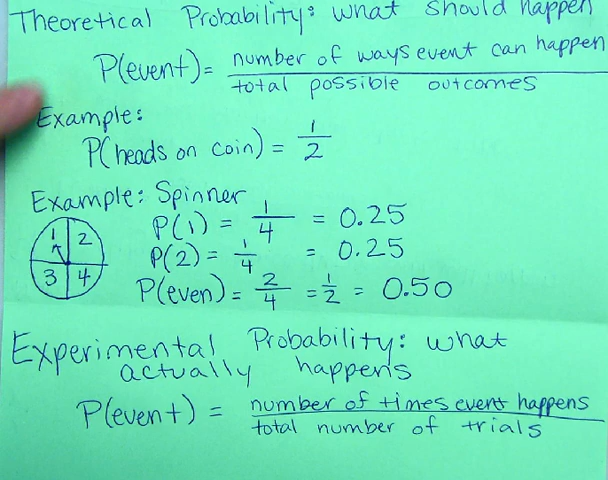 Theoretical Probability: what should happen
P(event) = number of ways event can happen
total possible outcomes
Example:
P(heads on coin) = 1/2
Example: Spinner
P(1) = 1/4 = 0.25
P(2) = 1/4 = 0.25
P(even) = 2/4 = 1/2 = 0.50
1 2
3 4
Experimental Probability: what
actually happens
P(event) = number of times event happens
total number of trials